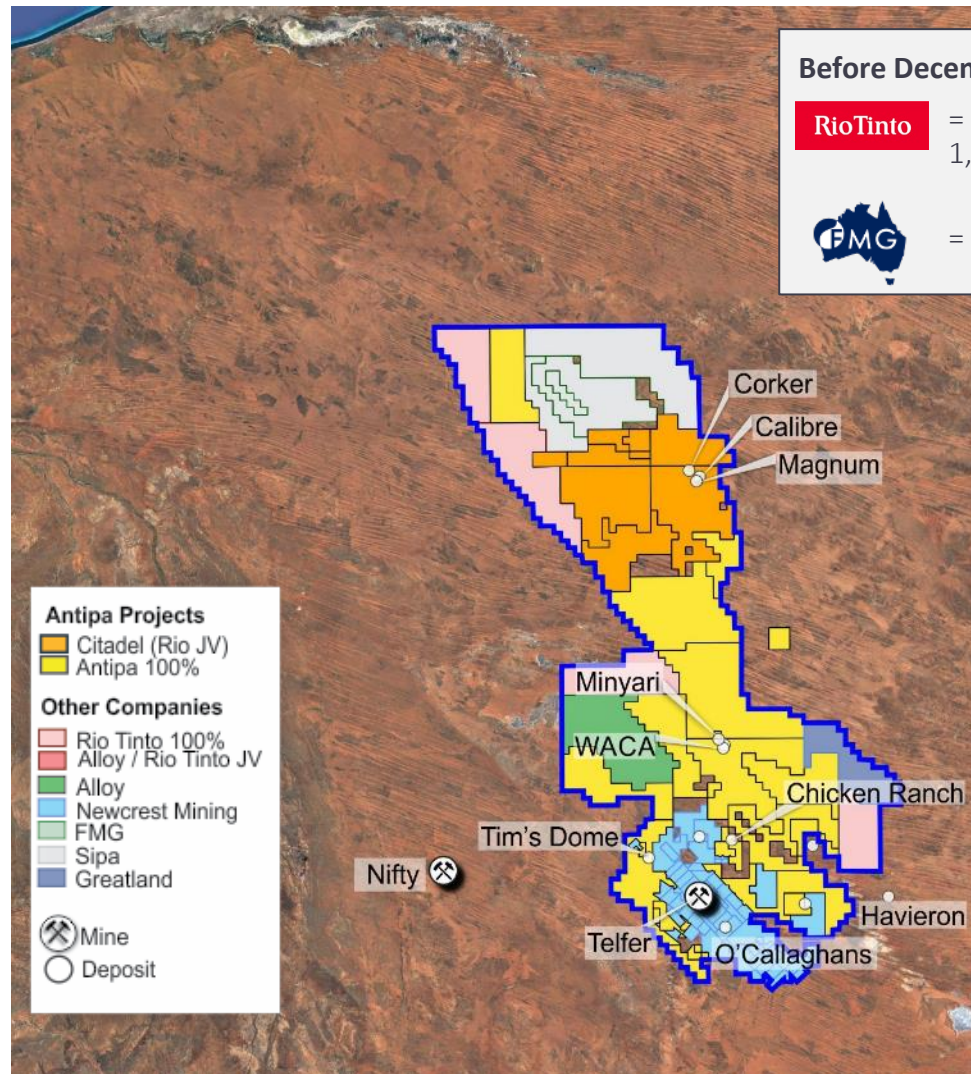 Before Decem
RioTinto
=
1,
FMG
=
Corker
Calibre
Magnum
Antipa Projects
Citadel (Rio JV)
Antipa 100%
Other Companies
Rio Tinto 100%
Alloy / Rio Tinto JV
Alloy
Newcrest Mining
FMG
Sipa
Greatland
Mine
Deposit
Minyari
WACA
Chicken Ranch
Tim's Dome
Nifty
Havieron
Telfer
O'Callaghans